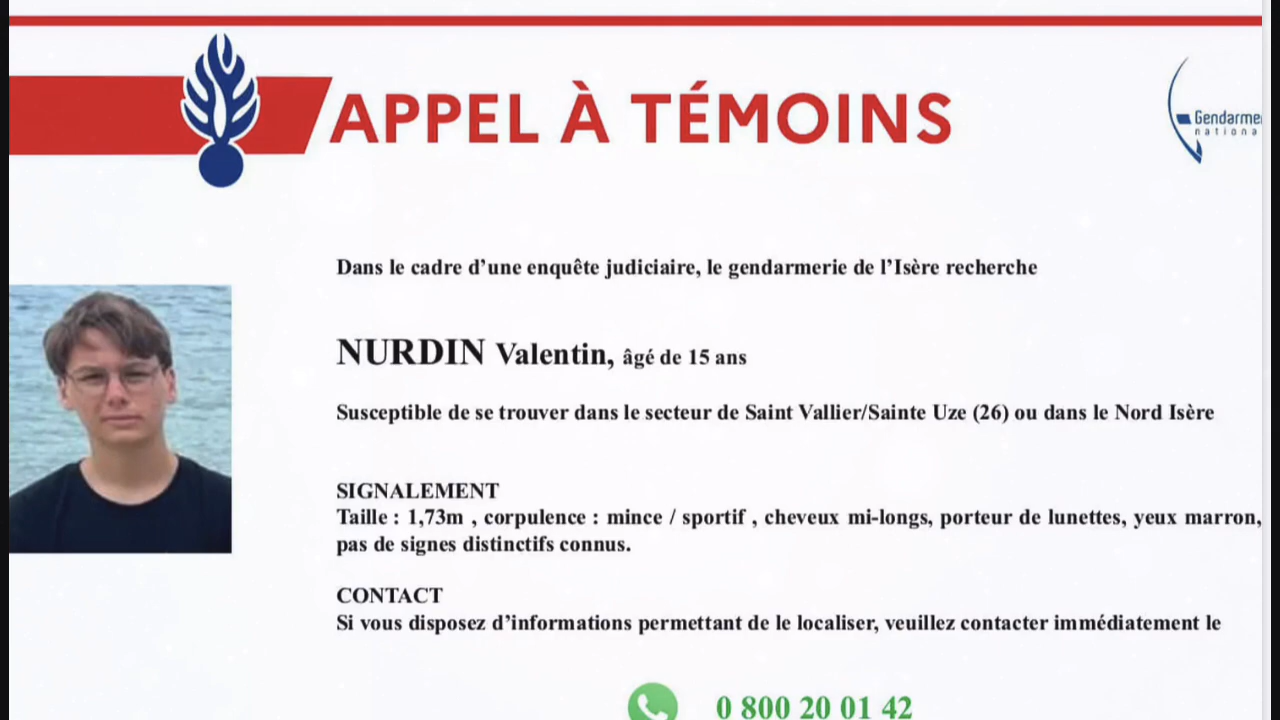 APPEL À TÉMOINS
Gendarme
nationa
Dans le cadre d’une enquête judiciaire, le gendarmerie de l’Isère recherche
NURDIN Valentin, âgé de 15 ans
Susceptible de se trouver dans le secteur de Saint Vallier/Sainte Uze (26) ou dans le Nord Isère
SIGNALEMENT
Taille : 1,73m , corpulence : mince / sportif , cheveux mi-longs, porteur de lunettes, yeux marron,
pas de signes distinctifs connus.
CONTACT
Si vous disposez d’informations permettant de le localiser, veuillez contacter immédiatement le
0 800 20 01 42